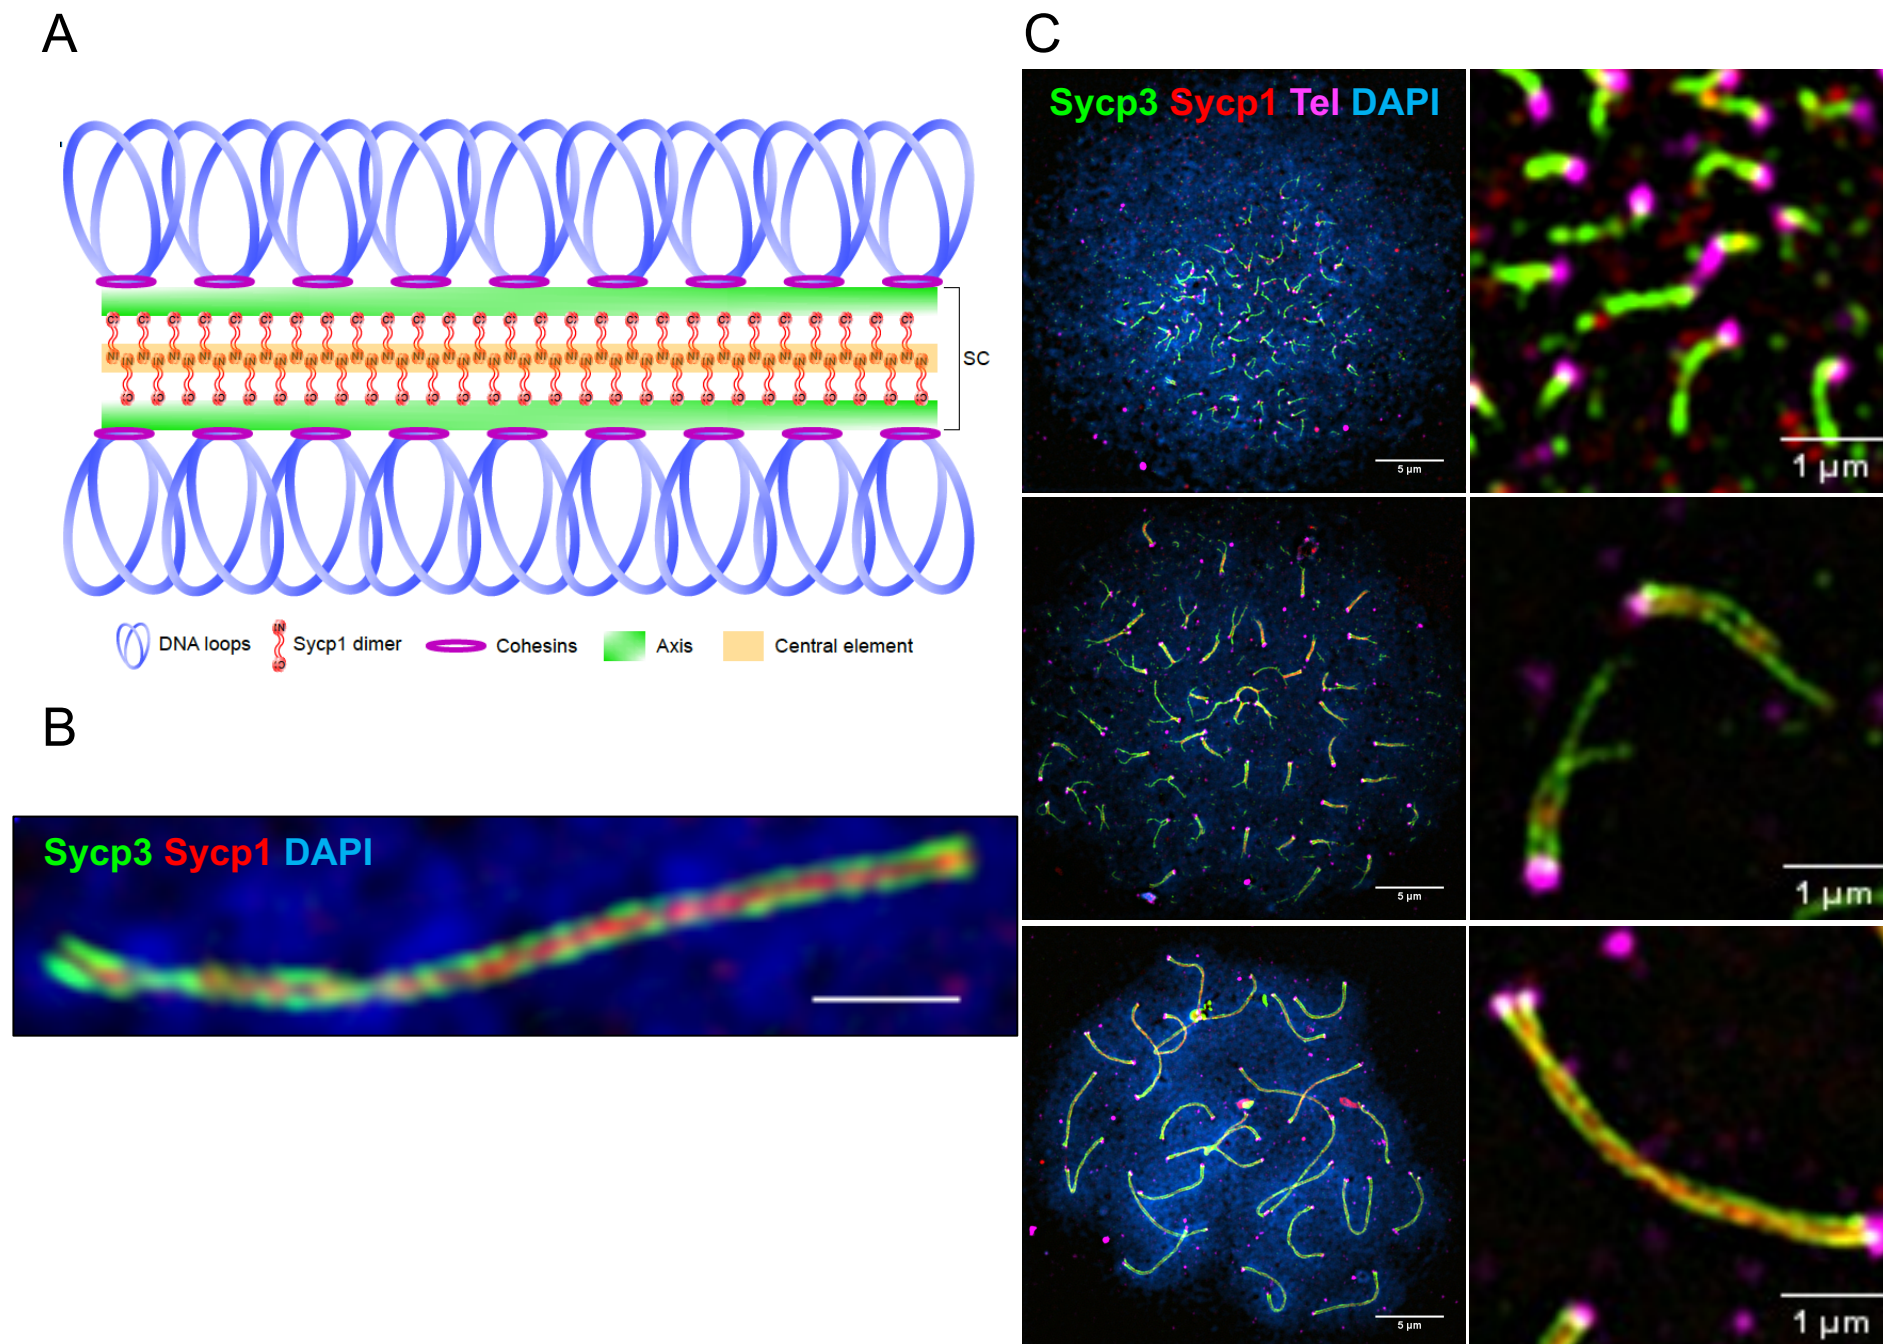 A
SC
DNA loops
Sycp1 dimer
Cohesins
Axis
Central element
B
Sycp3 Sycp1 DAPI
C
Sycp3 Sycp1 Tel DAPI
5 µm
1 µm
5 µm
1 µm
5 µm
1 µm